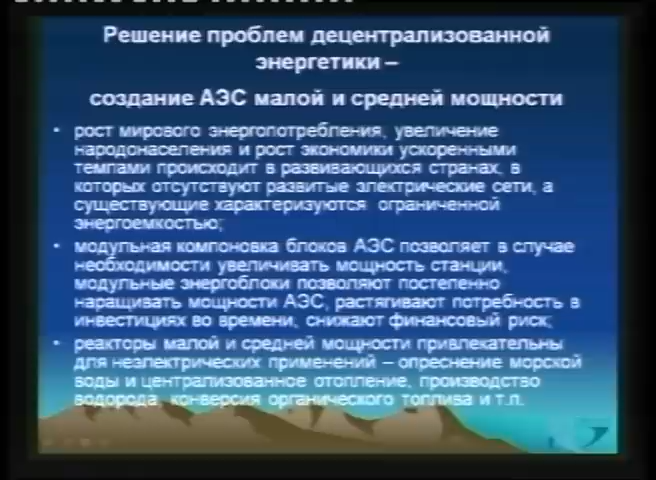 Решение проблем децентрализованной
энергетики –
создание АЭС малой и средней мощности
• рост мирового энергопотребления, увеличение
народонаселения и рост экономики ускоренными
темпами происходит в развивающихся странах, в
которых отсутствуют развитые электрические сети, а
существующие характеризуются ограниченной
энергоемкостью;
• модульная компоновка блоков АЭС позволяет в случае
необходимости увеличивать мощность станции,
модульные энергоблоки позволяют постепенно
наращивать мощности АЭС, растягивают потребность в
инвестициях во времени, снижают финансовый риск;
• реакторы малой и средней мощности привлекательны
для неэлектрических применений – опреснение морской
воды и централизованное отопление, производство
водорода, конверсия органического топлива и т.п.